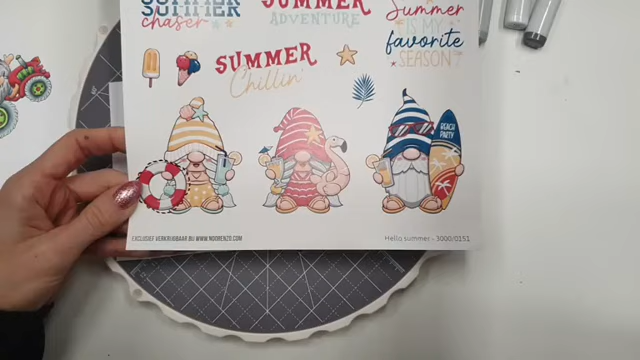 SUMMER
chaser
SUMMER
ADVENTURE
Summer
IS MY
favorite
SEASON
SUMMER
Chillin'
BEACH
PARTY
EXCLUSIEF VERKRIJGBAAR BIJ WWW.NOORENZO.COM
Hello summer - 3000/0151